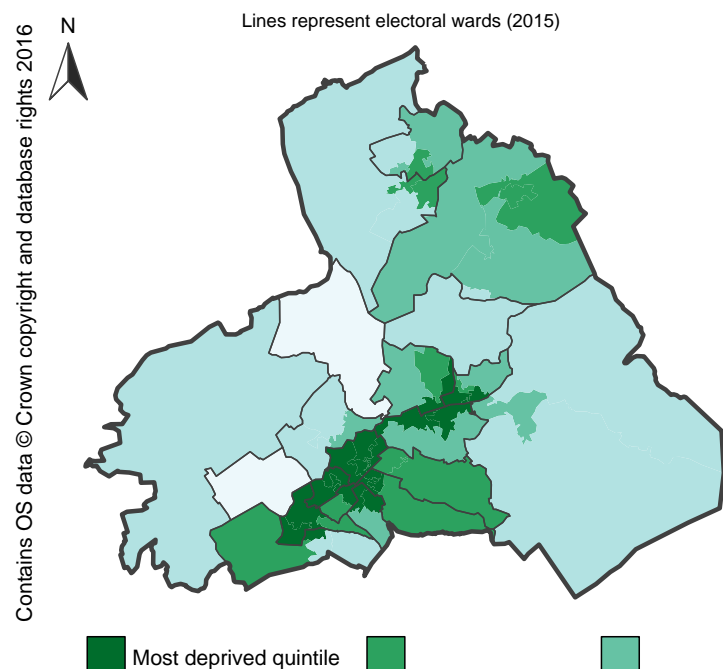 Lines represent electoral wards (2015)
N
Contains OS data © Crown copyright and database rights 2016
Most deprived quintile